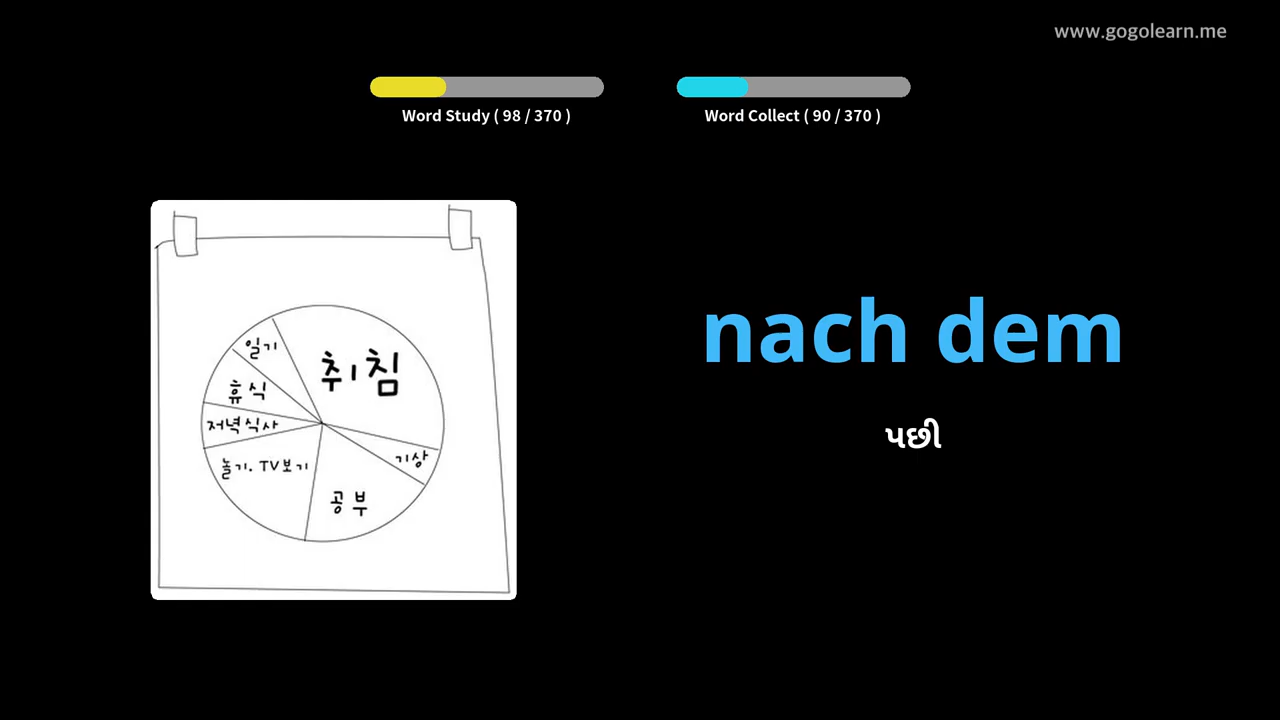 www.gogolearn.me
Word Study ( 98 / 370 )
Word Collect ( 90 / 370 )
일기
취침
휴식
저녁식사
놀기. TV보기
기상
공부
nach dem
પછી